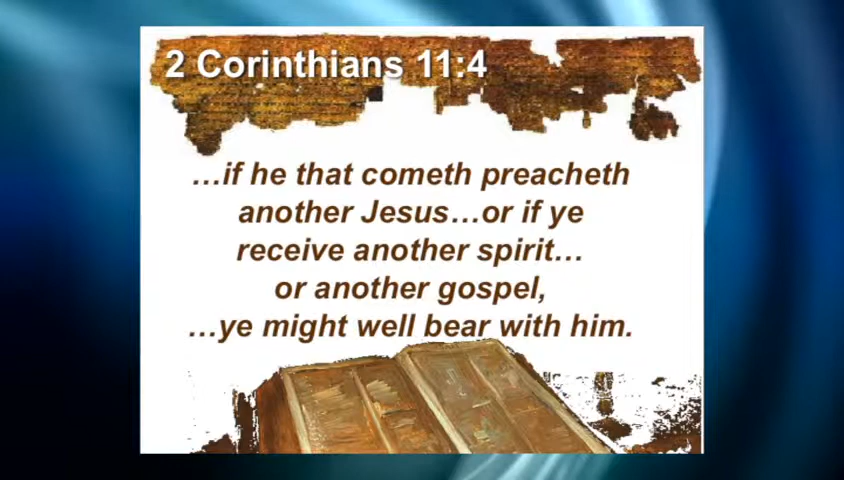 2 Corinthians 11:4
…if he that cometh preacheth
another Jesus…or if ye
receive another spirit…
or another gospel,
…ye might well bear with him.